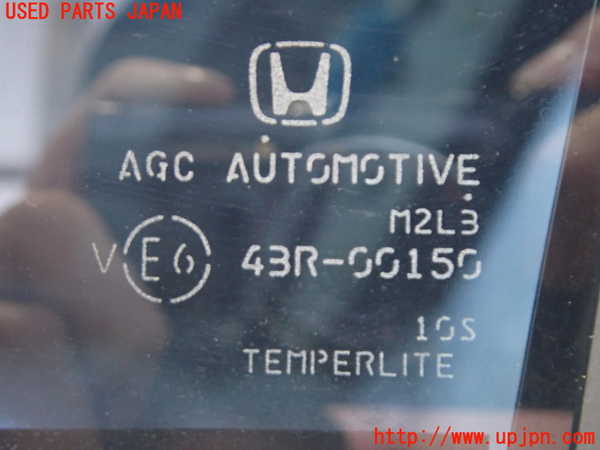 USED PARTS JAPAN
AGC AUTOMOTIVE
M2L3
V E6 43R-00150
10S
TEMPERLITE
http://www.upjpn.com